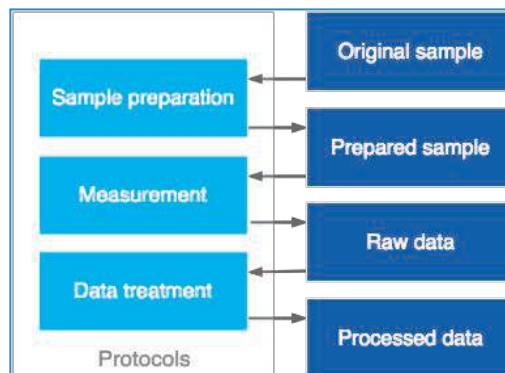 Original sample
Sample preparation
Prepared sample
Measurement
Raw data
Data treatment
Processed data
Protocols